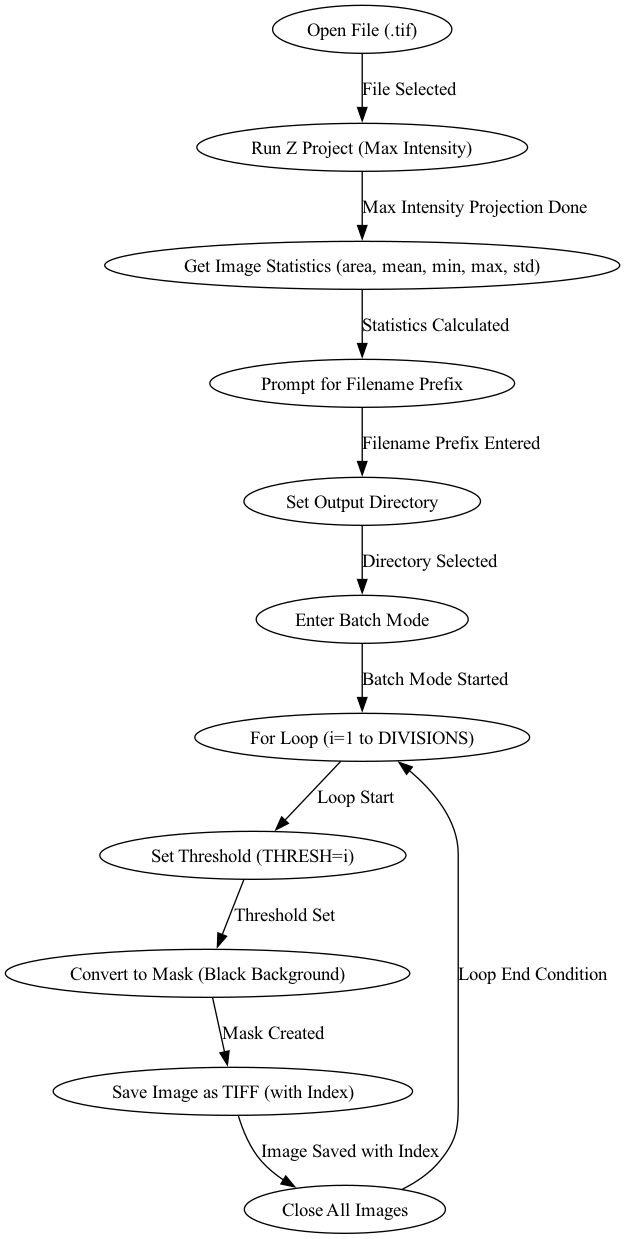 Open File (.tif)
File Selected
Run Z Project (Max Intensity)
Max Intensity Projection Done
Get Image Statistics (area, mean, min, max, std)
Statistics Calculated
Prompt for Filename Prefix
Filename Prefix Entered
Set Output Directory
Directory Selected
Enter Batch Mode
Batch Mode Started
For Loop (i=1 to DIVISIONS)
Loop Start
Set Threshold (THRESH=i)
Threshold Set
Convert to Mask (Black Background)
Loop End Condition
Mask Created
Save Image as TIFF (with Index)
Image Saved with Index
Close All Images